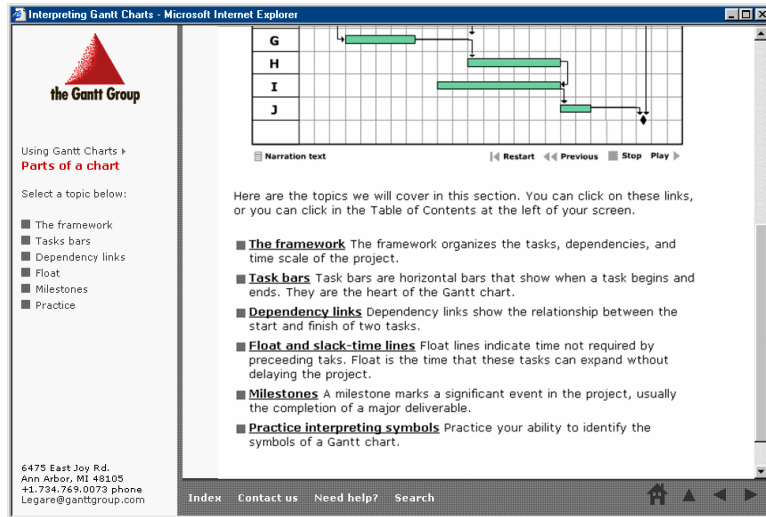 Interpreting Gantt Charts - Microsoft Internet Explorer
the Gantt Group
Using Gantt Charts
Parts of a chart
Select a topic below:
The framework
Tasks bars
Dependency links
Float
Milestones
Practice
6475 East Joy Rd.
Ann Arbor, MI 48105
+1.734.769.0073 phone
Legare@ganttgroup.com
G
H
I
J
Narration text Restart Previous Stop Play
Here are the topics we will cover in this section. You can click on these links,
or you can click in the Table of Contents at the left of your screen.
The framework The framework organizes the tasks, dependencies, and
time scale of the project.
Task bars Task bars are horizontal bars that show when a task begins and
ends. They are the heart of the Gantt chart.
Dependency links Dependency links show the relationship between the
start and finish of two tasks.
Float and slack-time lines Float lines indicate time not required by
preceeding taks. Float is the time that these tasks can expand wthout
delaying the project.
Milestones A milestone marks a significant event in the project, usually
the completion of a major deliverable.
Practice interpreting symbols Practice your ability to identify the
symbols of a Gantt chart.
Index Contact us Need help? Search